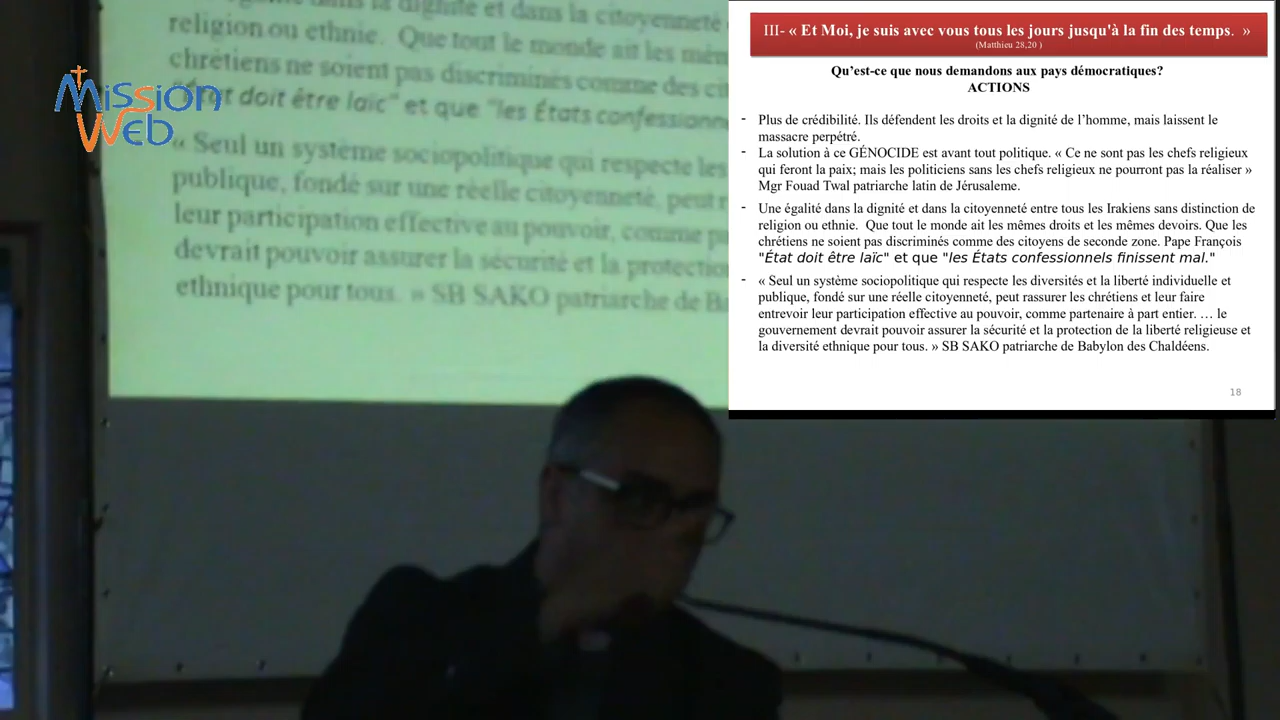 Mission
Web
dans la dignité et dans la citoyenneté
religion ou ethnie. Que tout le monde ait les mêm
chrétiens ne soient pas discriminés comme des ci
"État doit être laïc" et que "les États confessionn
« Seul un système sociopolitique qui respecte les
publique, fondé sur une réelle citoyenneté, peut r
leur participation effective au pouvoir, comme pa
devrait pouvoir assurer la sécurité et la protection
ethnique pour tous. » SB SAKO patriarche de Ba
III- « Et Moi, je suis avec vous tous les jours jusqu'à la fin des temps. »
(Matthieu 28,20 )
Qu’est-ce que nous demandons aux pays démocratiques?
ACTIONS
- Plus de crédibilité. Ils défendent les droits et la dignité de l’homme, mais laissent le
massacre perpétré.
- La solution à ce GÉNOCIDE est avant tout politique. « Ce ne sont pas les chefs religieux
qui feront la paix; mais les politiciens sans les chefs religieux ne pourront pas la réaliser »
Mgr Fouad Twal patriarche latin de Jérusaleme.
- Une égalité dans la dignité et dans la citoyenneté entre tous les Irakiens sans distinction de
religion ou ethnie. Que tout le monde ait les mêmes droits et les mêmes devoirs. Que les
chrétiens ne soient pas discriminés comme des citoyens de seconde zone. Pape François
"État doit être laïc" et que "les États confessionnels finissent mal."
- « Seul un système sociopolitique qui respecte les diversités et la liberté individuelle et
publique, fondé sur une réelle citoyenneté, peut rassurer les chrétiens et leur faire
entrevoir leur participation effective au pouvoir, comme partenaire à part entier. … le
gouvernement devrait pouvoir assurer la sécurité et la protection de la liberté religieuse et
la diversité ethnique pour tous. » SB SAKO patriarche de Babylon des Chaldéens.
18